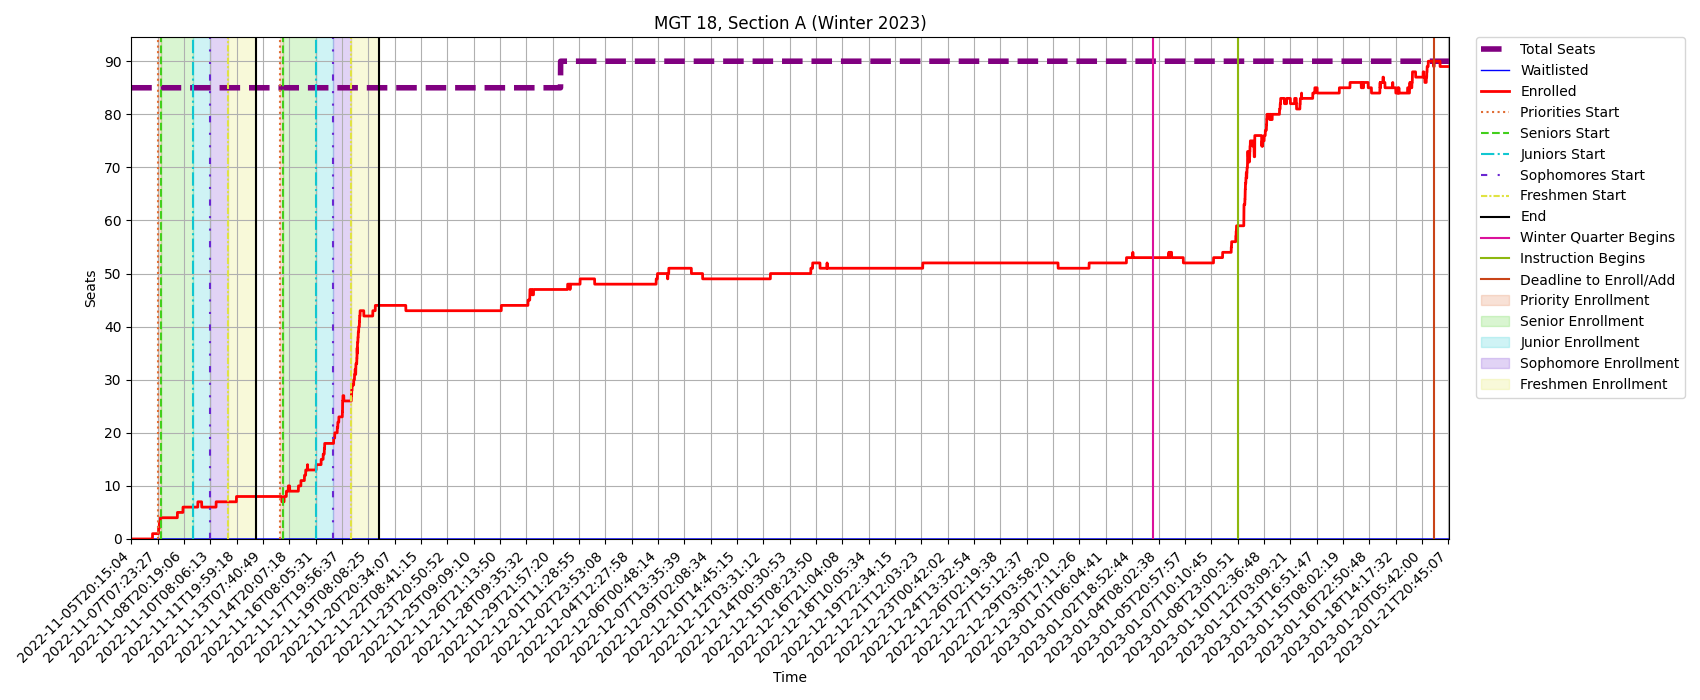 MGT 18, Section A (Winter 2023)
Seats
90
80
70
60
50
40
30
20
10
0
2022-11-05T20:15:04
2022-11-07T07:23:27
2022-11-08T20:19:06
2022-11-10T08:06:13
2022-11-11T19:59:18
2022-11-13T07:40:49
2022-11-14T20:07:18
2022-11-16T08:05:31
2022-11-17T19:56:37
2022-11-19T08:08:25
2022-11-20T20:34:07
2022-11-22T08:41:15
2022-11-23T20:50:52
2022-11-25T09:09:10
2022-11-26T21:13:50
2022-11-28T09:35:32
2022-11-29T21:57:20
2022-12-01T11:28:55
2022-12-02T23:53:08
2022-12-04T12:27:58
2022-12-06T00:48:14
2022-12-07T13:35:39
2022-12-09T02:08:34
2022-12-10T14:45:15
2022-12-12T03:31:12
2022-12-14T00:30:53
2022-12-15T08:23:50
2022-12-16T21:04:08
2022-12-18T10:05:34
2022-12-19T22:34:15
2022-12-21T12:03:23
2022-12-23T00:42:02
2022-12-24T13:32:54
2022-12-26T02:19:38
2022-12-27T15:12:37
2022-12-29T03:58:20
2022-12-30T17:11:26
2023-01-01T06:04:41
2023-01-02T18:52:44
2023-01-04T08:02:38
2023-01-05T20:57:57
2023-01-07T10:10:45
2023-01-08T23:00:51
2023-01-10T12:36:48
2023-01-12T03:09:21
2023-01-13T16:51:47
2023-01-15T08:02:19
2023-01-16T22:50:48
2023-01-18T14:17:32
2023-01-20T05:42:00
2023-01-21T20:45:07
Time
Total Seats
Waitlisted
Enrolled
Priorities Start
Seniors Start
Juniors Start
Sophomores Start
Freshmen Start
End
Winter Quarter Begins
Instruction Begins
Deadline to Enroll/Add
Priority Enrollment
Senior Enrollment
Junior Enrollment
Sophomore Enrollment
Freshmen Enrollment